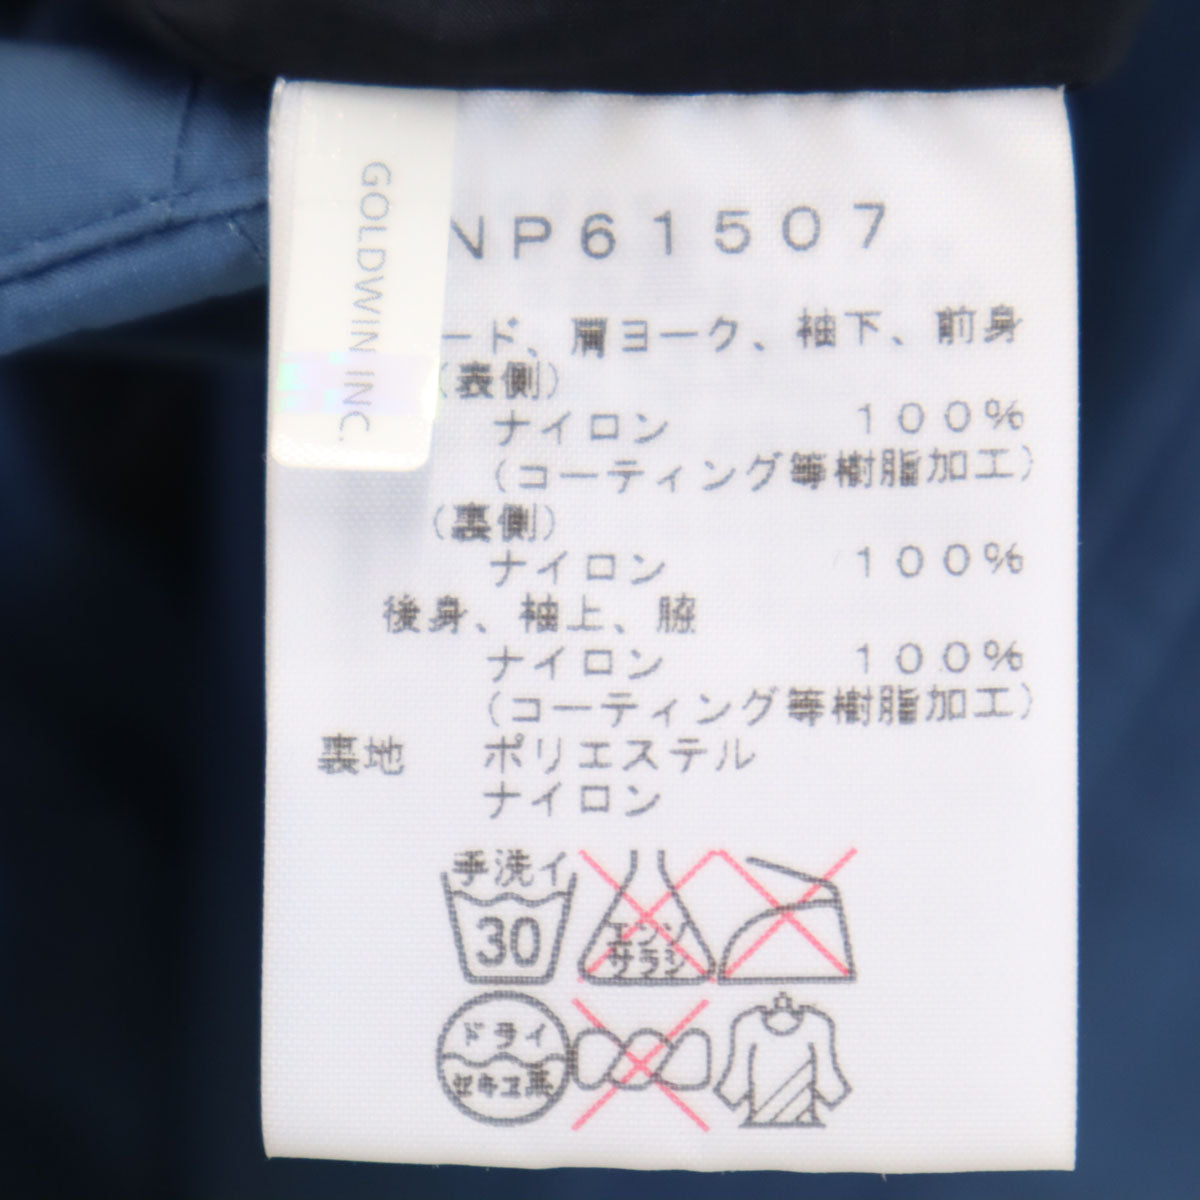 GOLDWIN INC.
NP61507
ード、肩ヨーク、袖下、前身
(表側)
ナイロン 100%
(コーティング等樹脂加工)
(裏側)
ナイロン 100%
後身、袖上、脇
ナイロン 100%
(コーティング等樹脂加工)
裏地 ポリエステル
ナイロン
手洗イ
30
エンソ
サラシ
ドライ
セキユ系